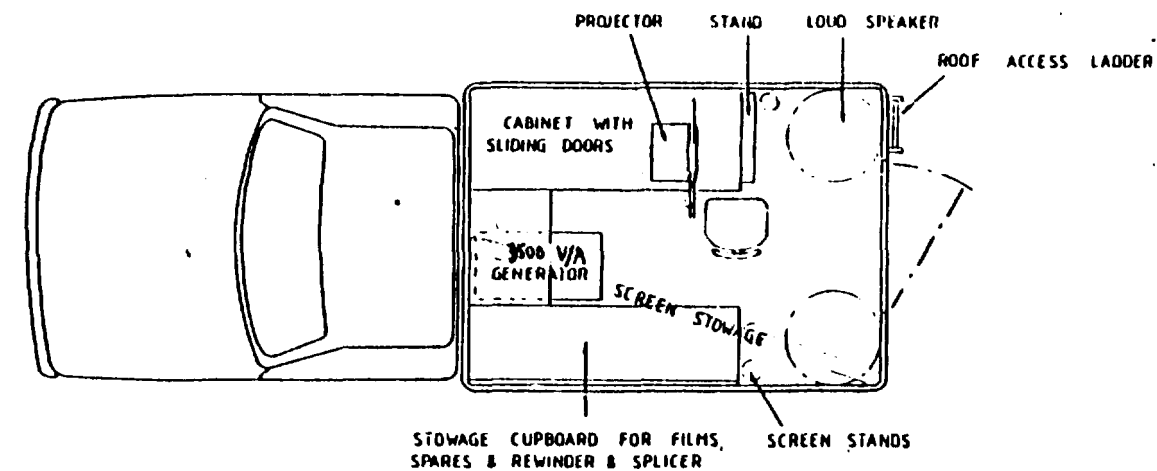 PROJECTOR
STAND
LOUD SPEAKER
ROOF ACCESS LADDER
CABINET WITH
SLIDING DOORS
3500 V/A
GENERATOR
SCREEN STOWAGE
STOWAGE CUPBOARD FOR FILMS,
SPARES & REWINDER & SPLICER
SCREEN STANDS